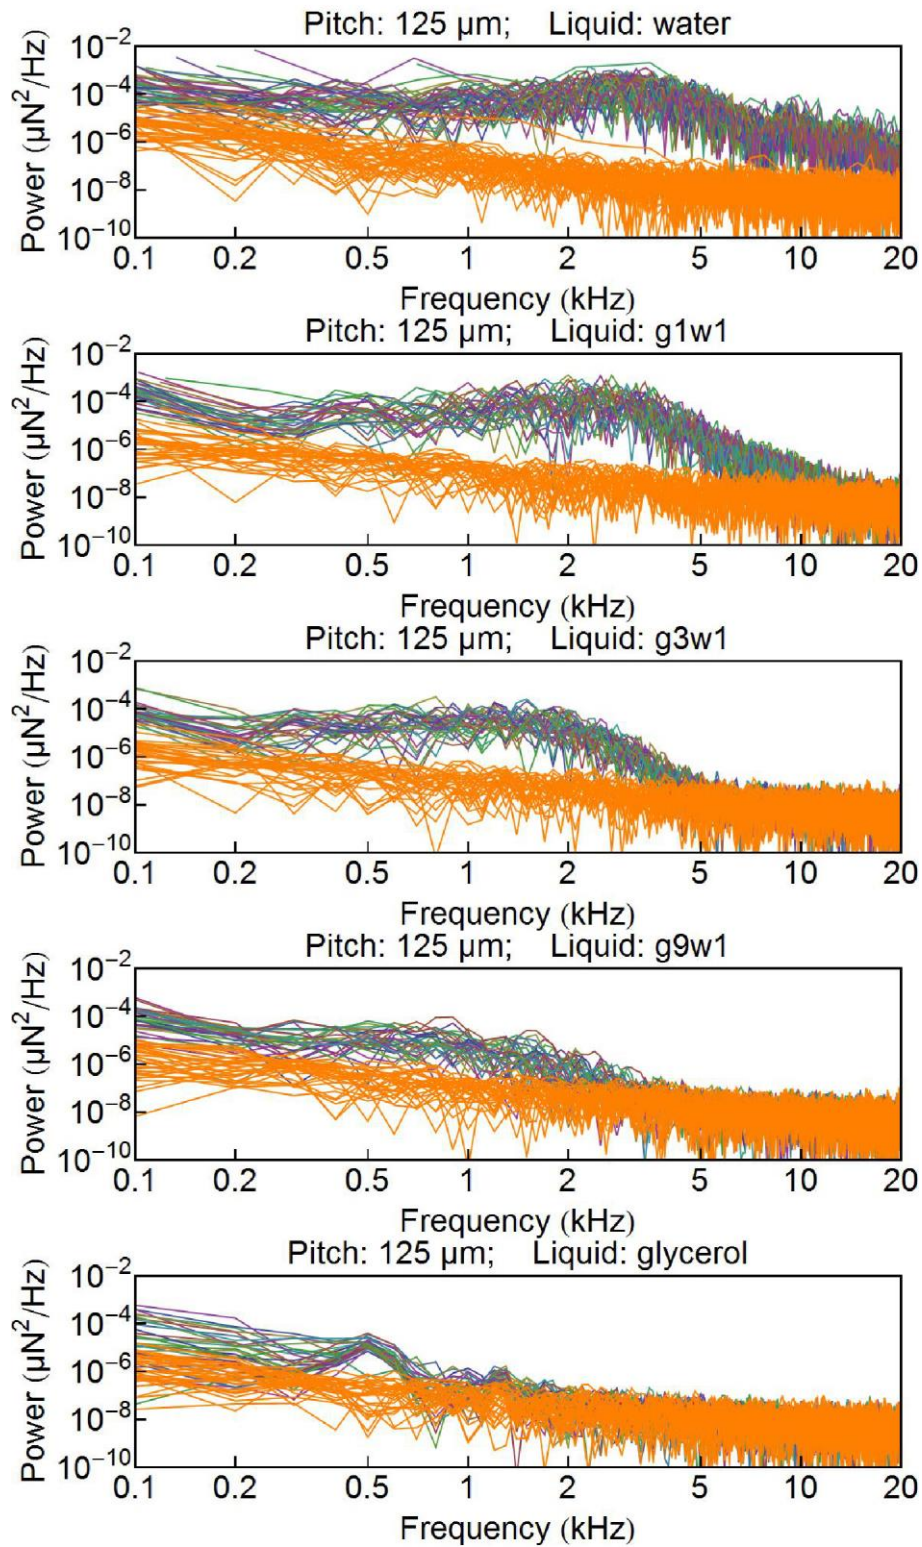 Pitch: 125 µm; Liquid: water
Power (µN²/Hz)
10⁻²
10⁻⁴
10⁻⁶
10⁻⁸
10⁻¹⁰
0.1 0.2 0.5 1 2 5 10 20
Frequency (kHz)
Pitch: 125 µm; Liquid: g1w1
Power (µN²/Hz)
10⁻²
10⁻⁴
10⁻⁶
10⁻⁸
10⁻¹⁰
0.1 0.2 0.5 1 2 5 10 20
Frequency (kHz)
Pitch: 125 µm; Liquid: g3w1
Power (µN²/Hz)
10⁻²
10⁻⁴
10⁻⁶
10⁻⁸
10⁻¹⁰
0.1 0.2 0.5 1 2 5 10 20
Frequency (kHz)
Pitch: 125 µm; Liquid: g9w1
Power (µN²/Hz)
10⁻²
10⁻⁴
10⁻⁶
10⁻⁸
10⁻¹⁰
0.1 0.2 0.5 1 2 5 10 20
Frequency (kHz)
Pitch: 125 µm; Liquid: glycerol
Power (µN²/Hz)
10⁻²
10⁻⁴
10⁻⁶
10⁻⁸
10⁻¹⁰
0.1 0.2 0.5 1 2 5 10 20
Frequency (kHz)